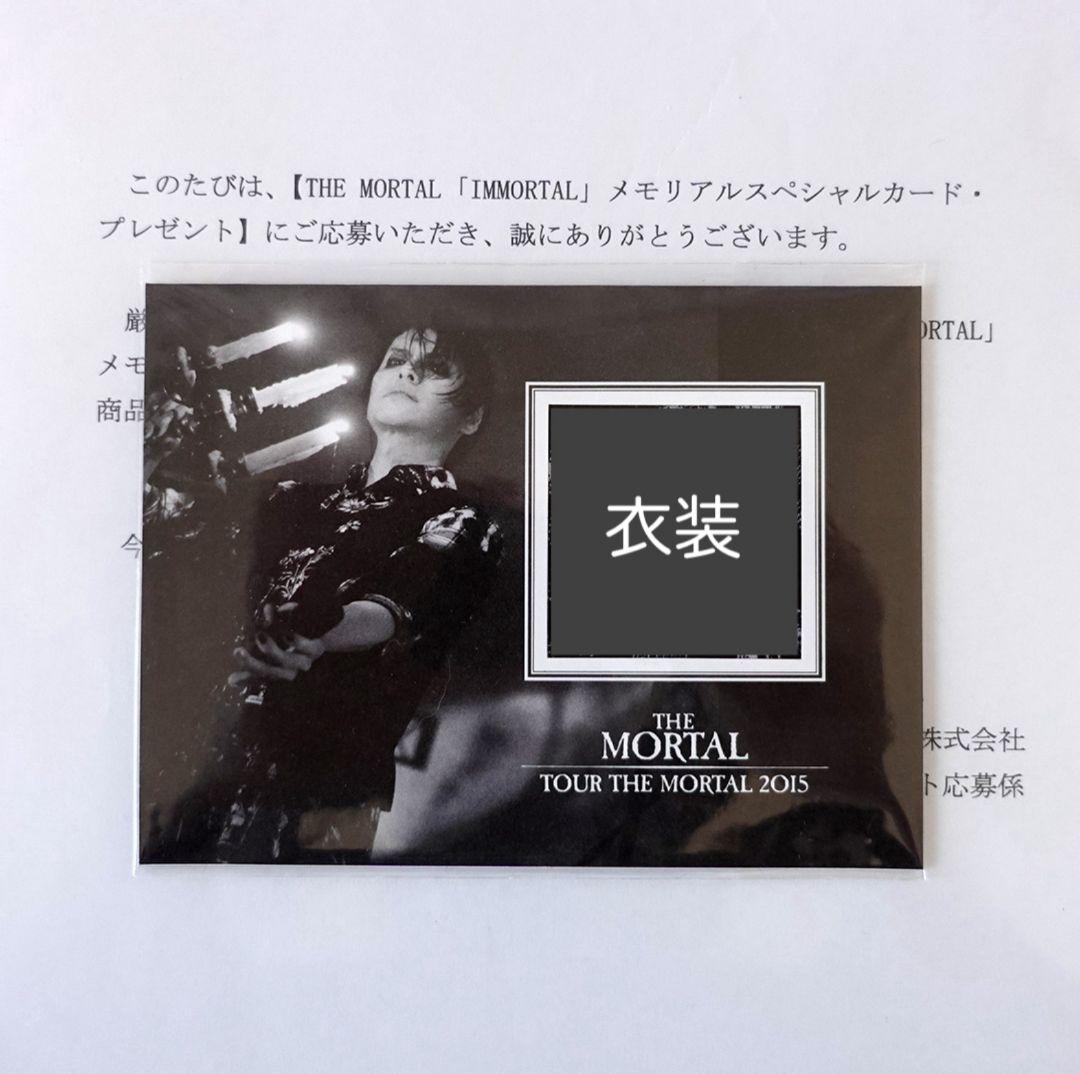 このたびは、【THE MORTAL「IMMORTAL」メモリアルスペシャルカード・
プレゼント】にご応募いただき、誠にありがとうございます。
厳
ORTAL」
メモ
商品
衣装
今
THE
MORTAL
TOUR THE MORTAL 2015
株式会社
ト応募係